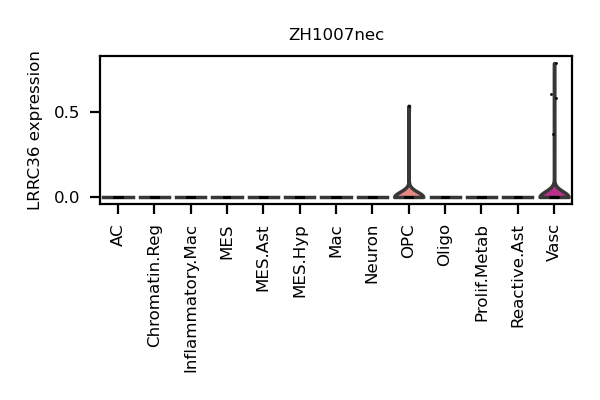 ZH1007nec
LRRC36 expression
0.5
0.0
AC
Chromatin.Reg
Inflammatory.Mac
MES
MES.Ast
MES.Hyp
Mac
Neuron
OPC
Oligo
Prolif.Metab
Reactive.Ast
Vasc